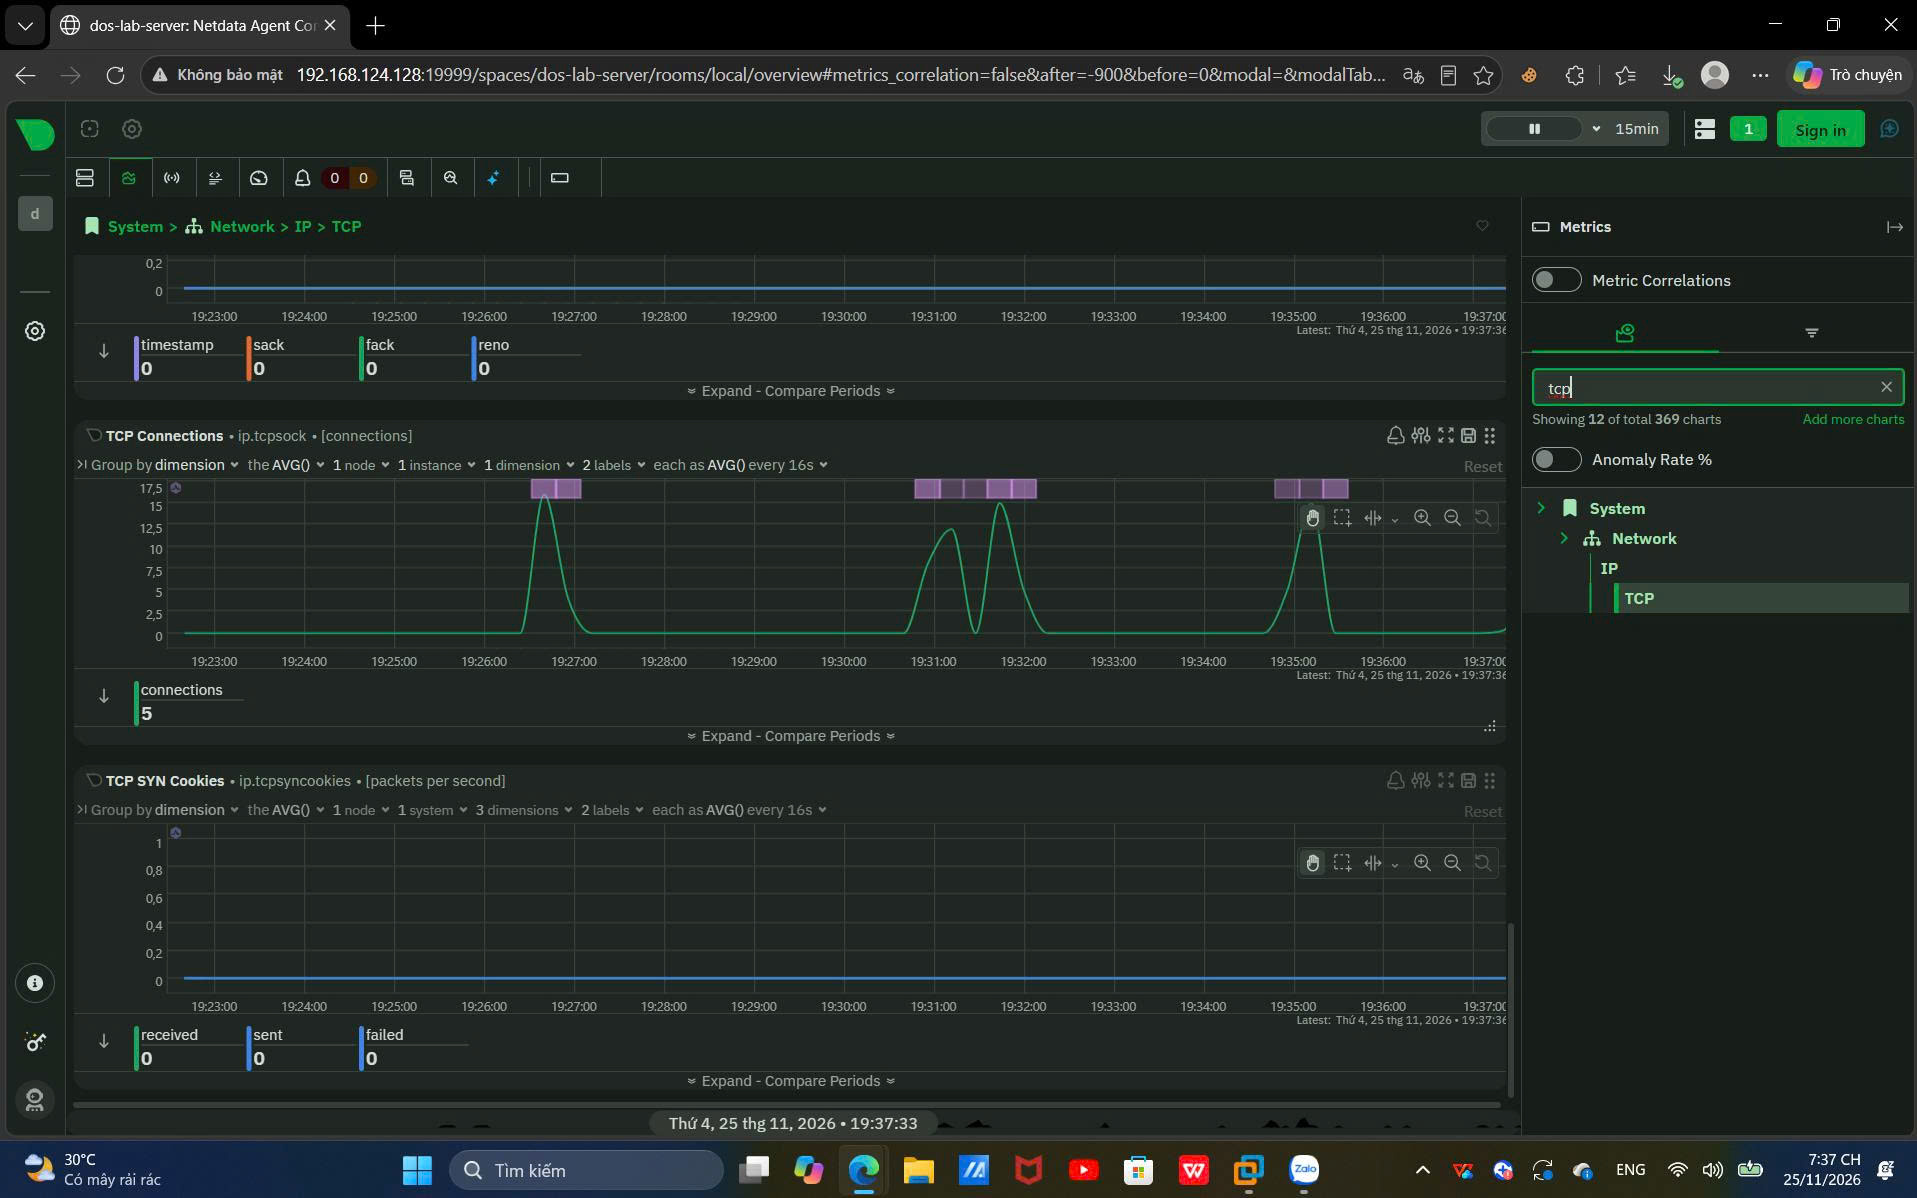 dos-lab-server: Netdata Agent Co
Không bảo mật 192.168.124.128:19999/spaces/dos-lab-server/rooms/local/overview#metrics_correlation=false&after=-900&before=0&modal=&modalTab... Trò chuyện
15min 1 Sign in
0 0
d
System > Network > IP > TCP
0,2
0
19:23:00 19:24:00 19:25:00 19:26:00 19:27:00 19:28:00 19:29:00 19:30:00 19:31:00 19:32:00 19:33:00 19:34:00 19:35:00 19:36:00 19:37:00
Latest: Thứ 4, 25 thg 11, 2026 • 19:37:36
timestamp sack fack reno
0 0 0 0
Expand - Compare Periods
TCP Connections • ip.tcpsock • [connections]
Group by dimension the AVG() 1 node 1 instance 1 dimension 2 labels each as AVG() every 16s Reset
17,5
15
12,5
10
7,5
5
2,5
0
19:23:00 19:24:00 19:25:00 19:26:00 19:27:00 19:28:00 19:29:00 19:30:00 19:31:00 19:32:00 19:33:00 19:34:00 19:35:00 19:36:00 19:37:00
Latest: Thứ 4, 25 thg 11, 2026 • 19:37:36
connections
5
Expand - Compare Periods
TCP SYN Cookies • ip.tcpsyncookies • [packets per second]
Group by dimension the AVG() 1 node 1 system 3 dimensions 2 labels each as AVG() every 16s Reset
1
0,8
0,6
0,4
0,2
0
19:23:00 19:24:00 19:25:00 19:26:00 19:27:00 19:28:00 19:29:00 19:30:00 19:31:00 19:32:00 19:33:00 19:34:00 19:35:00 19:36:00 19:37:00
Latest: Thứ 4, 25 thg 11, 2026 • 19:37:36
received sent failed
0 0 0
Expand - Compare Periods
Thứ 4, 25 thg 11, 2026 • 19:37:33
Metrics
Metric Correlations
tcp
Showing 12 of total 369 charts Add more charts
Anomaly Rate %
System
Network
IP
TCP
30°C
Có mây rải rác
Tìm kiếm
Zalo
ENG
7:37 CH
25/11/2026